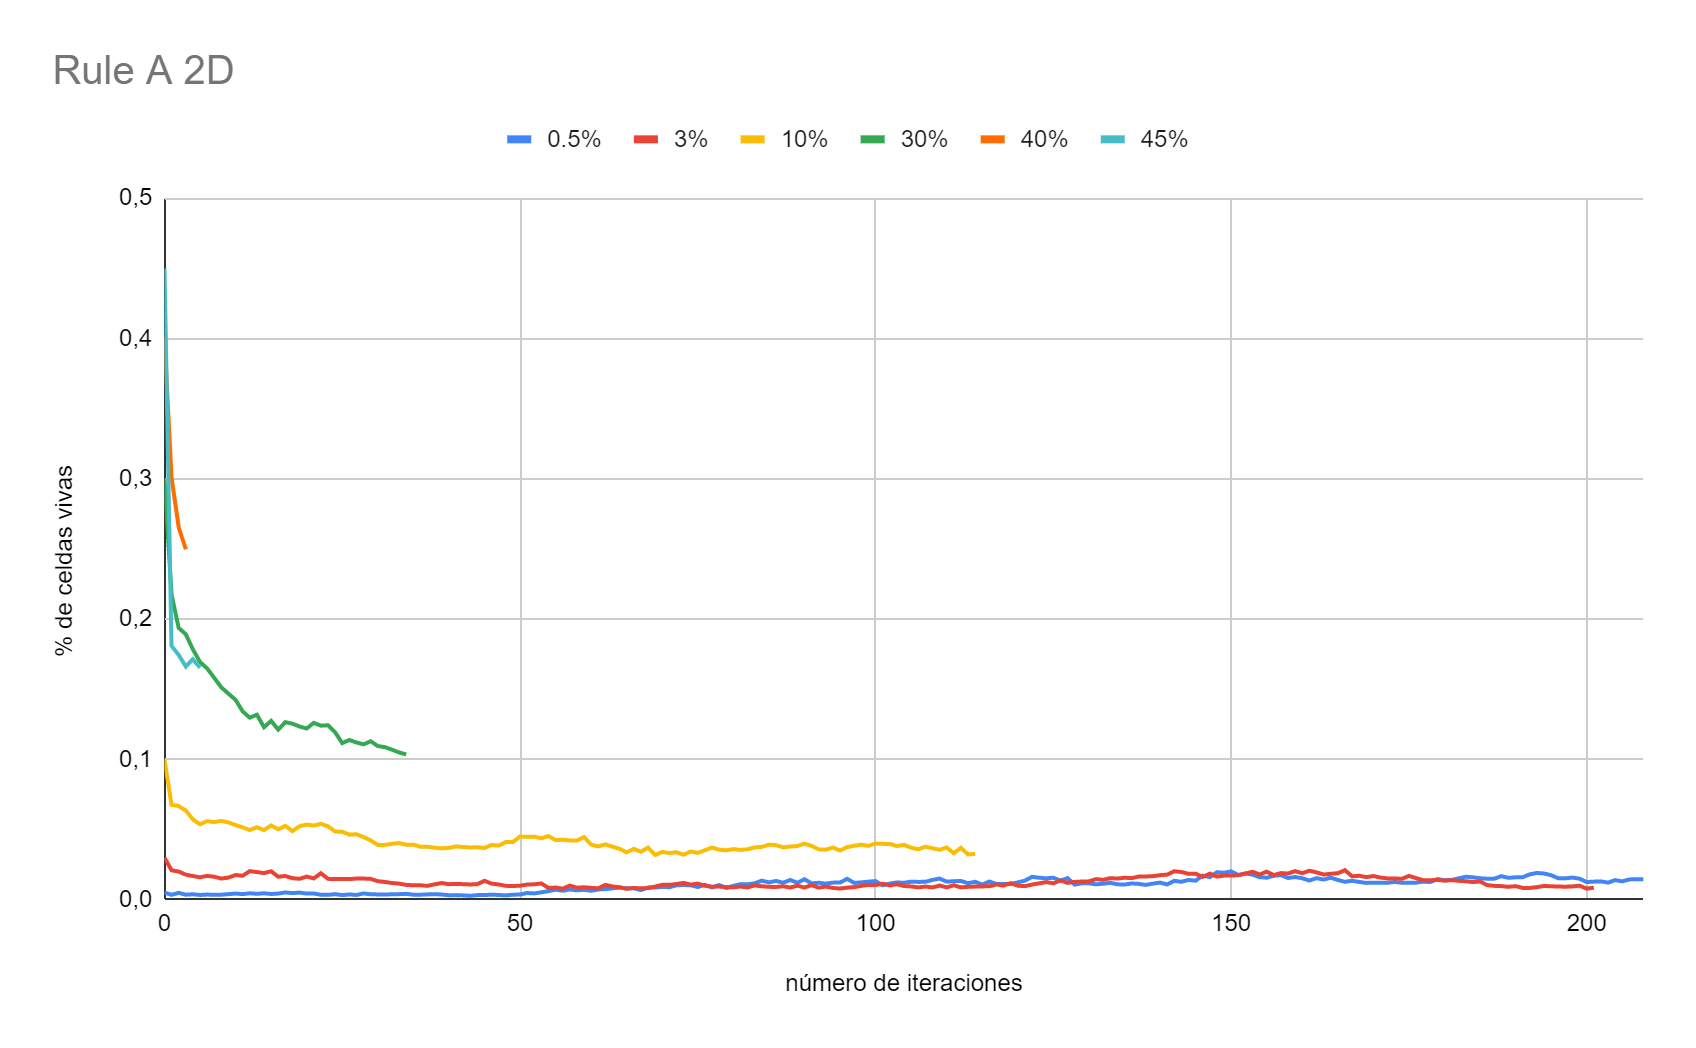 Rule A 2D
0.5% 3% 10% 30% 40% 45%
0,5
0,4
0,3
0,2
0,1
0,0
% de celdas vivas
0 50 100 150 200
número de iteraciones